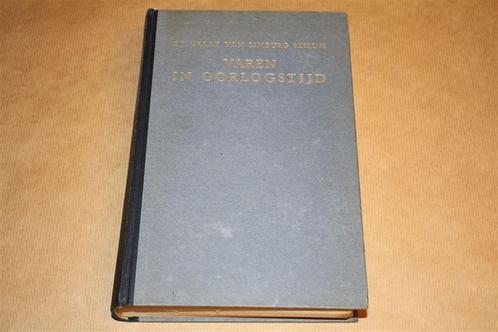 GRAAF VAN LIMBURG STIRUM
VAREN
IN OORLOGSTIJD